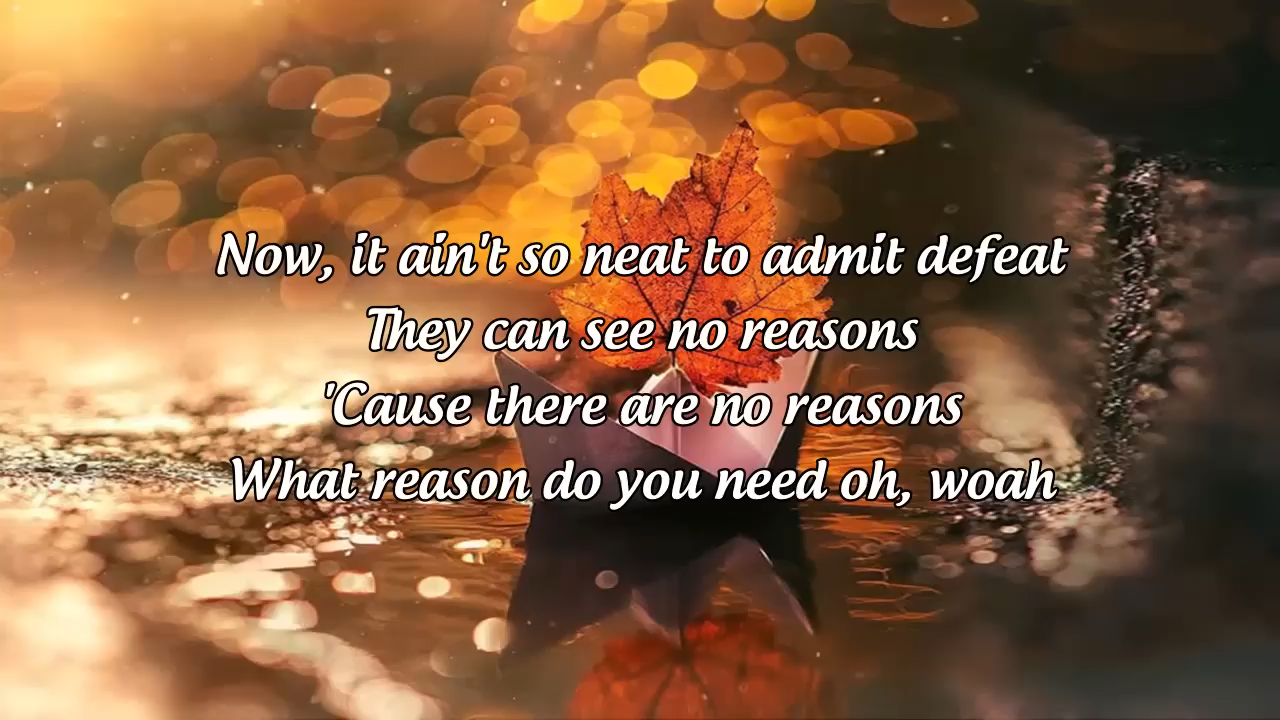 Now, it ain't so neat to admit defeat
They can see no reasons
'Cause there are no reasons
What reason do you need oh, woah